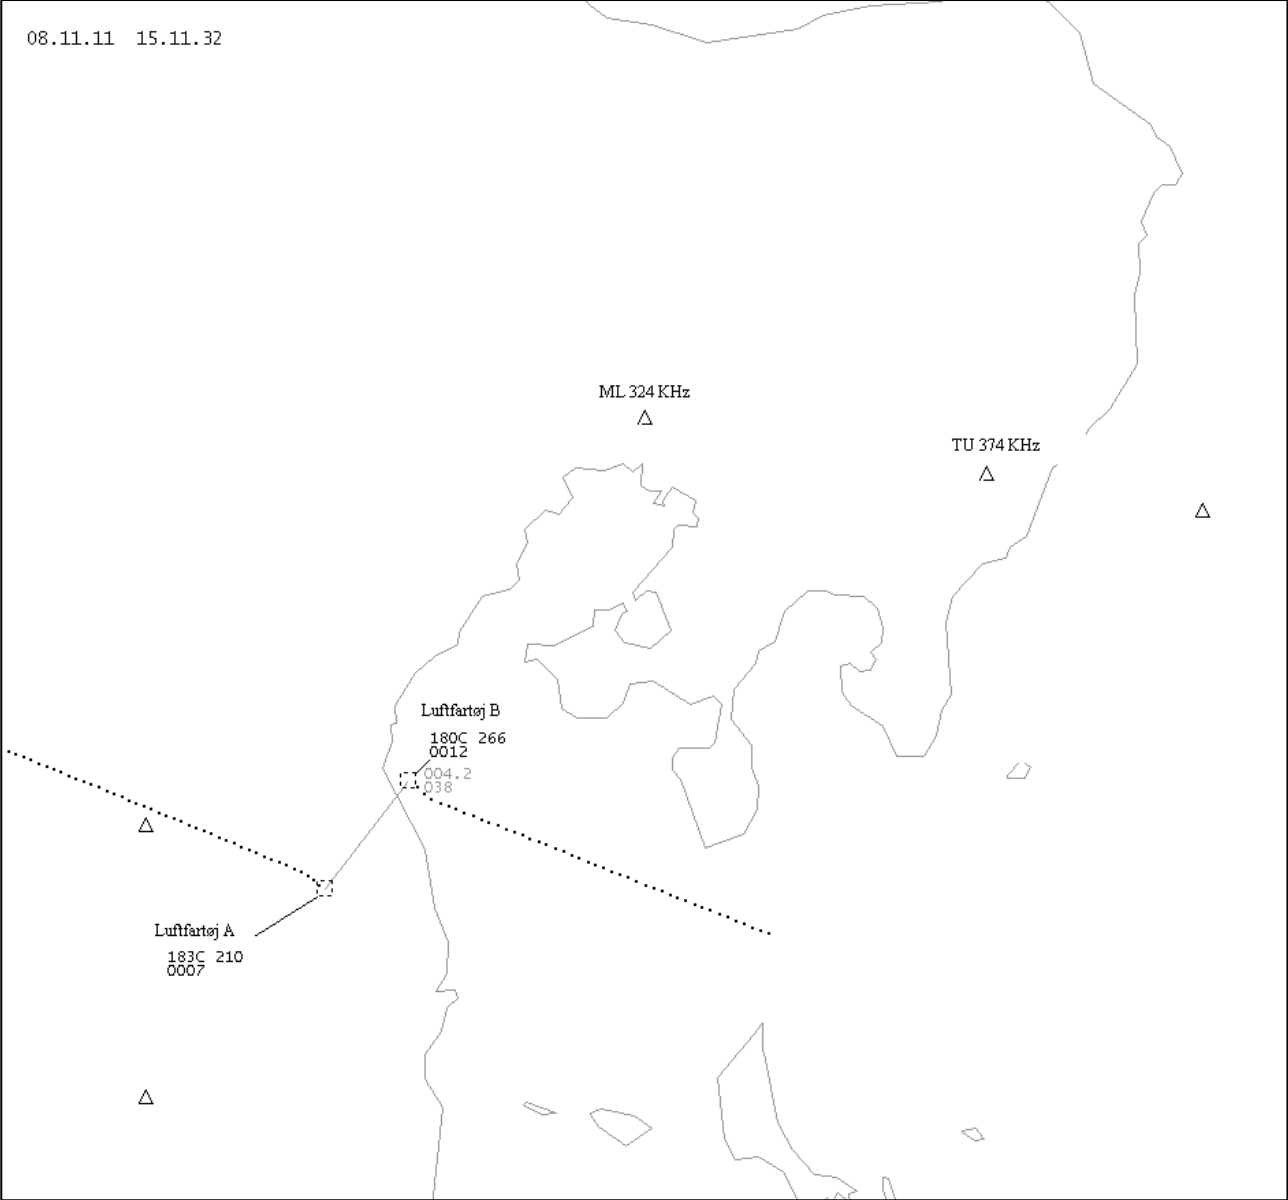 08.11.11 15.11.32
ML 324 KHz
TU 374 KHz
Luftfartøj B
180C 266
0012
004.2
038
Luftfartøj A
183C 210
0007